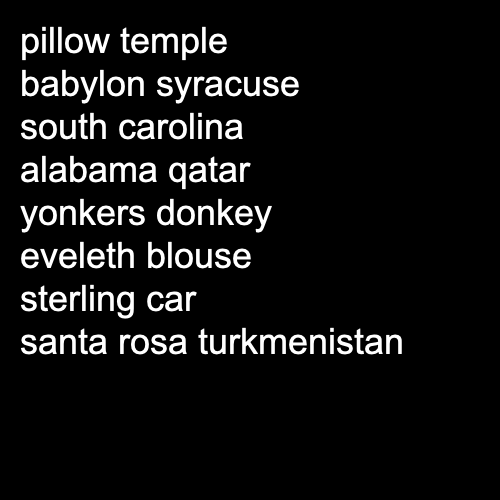 pillow temple
babylon syracuse
south carolina
alabama qatar
yonkers donkey
eveleth blouse
sterling car
santa rosa turkmenistan